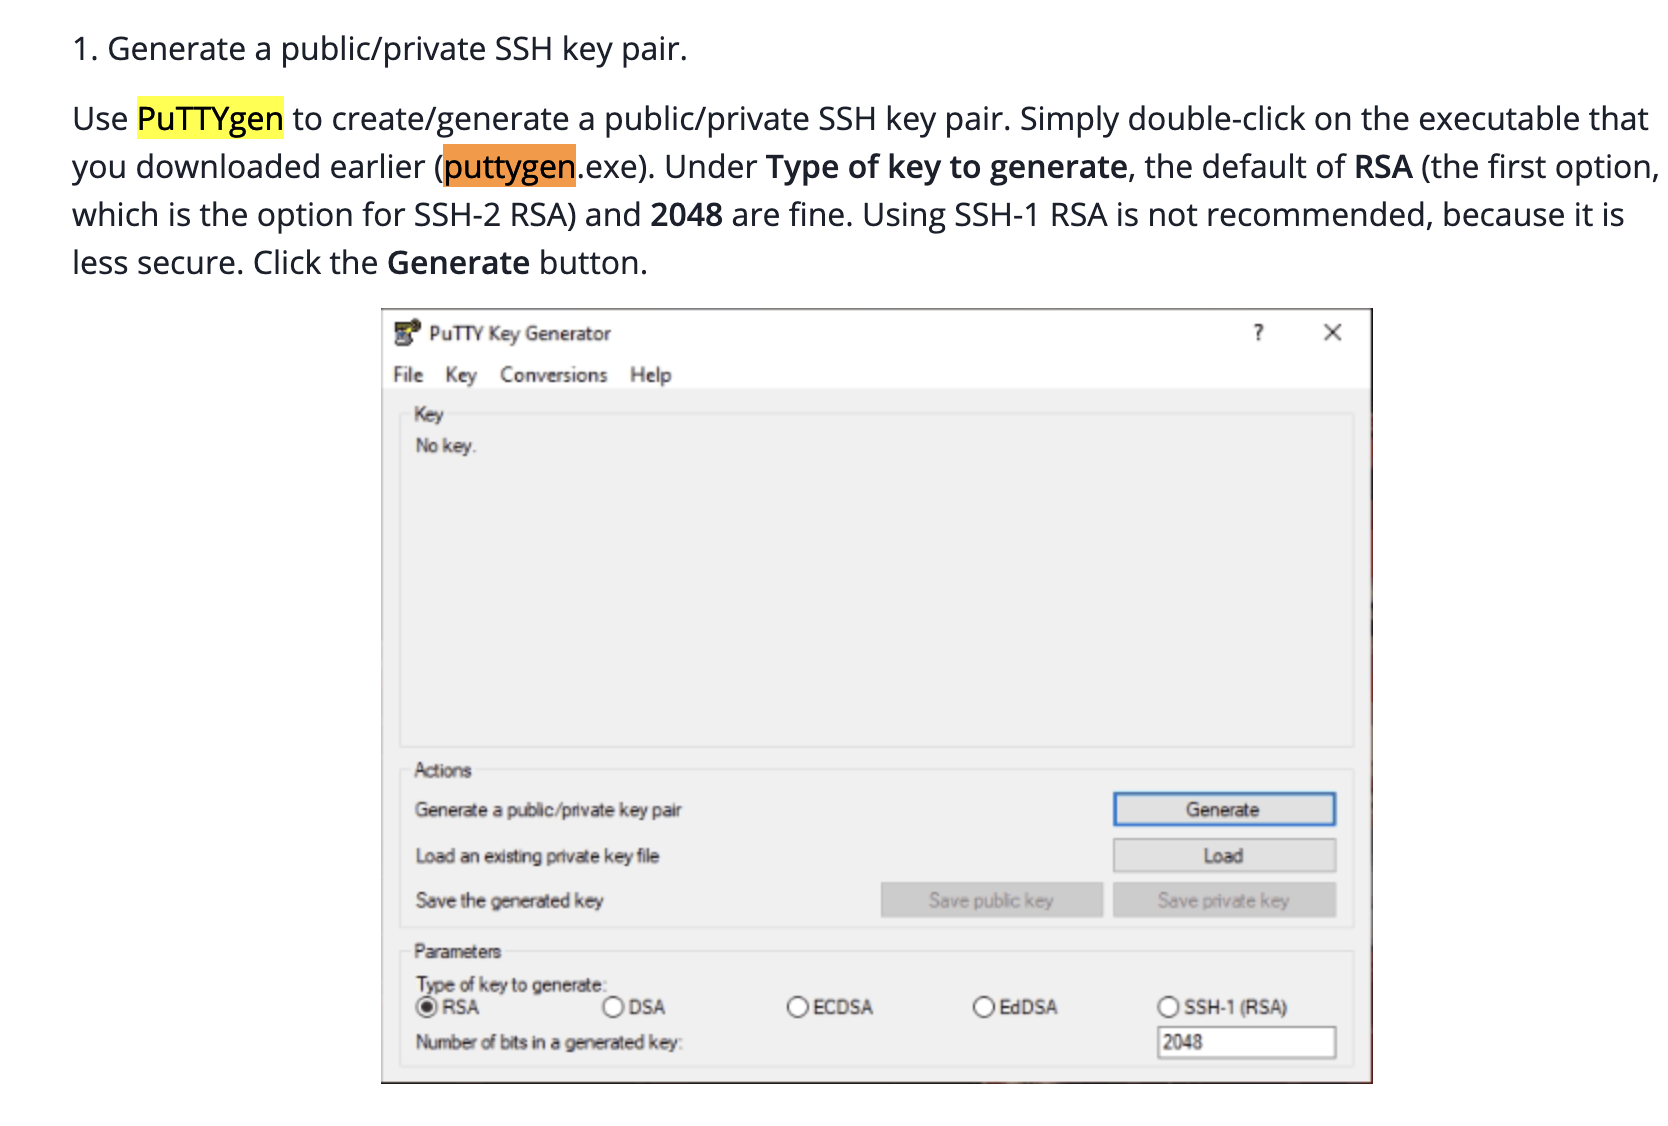 1. Generate a public/private SSH key pair.
Use PuTTYgen to create/generate a public/private SSH key pair. Simply double-click on the executable that
you downloaded earlier (puttygen.exe). Under Type of key to generate, the default of RSA (the first option,
which is the option for SSH-2 RSA) and 2048 are fine. Using SSH-1 RSA is not recommended, because it is
less secure. Click the Generate button.
PuTTY Key Generator ? ×
File Key Conversions Help
Key
No key.
Actions
Generate a public/private key pair Generate
Load an existing private key file Load
Save the generated key Save public key Save private key
Parameters
Type of key to generate:
RSA DSA ECDSA EdDSA SSH-1 (RSA)
Number of bits in a generated key: 2048